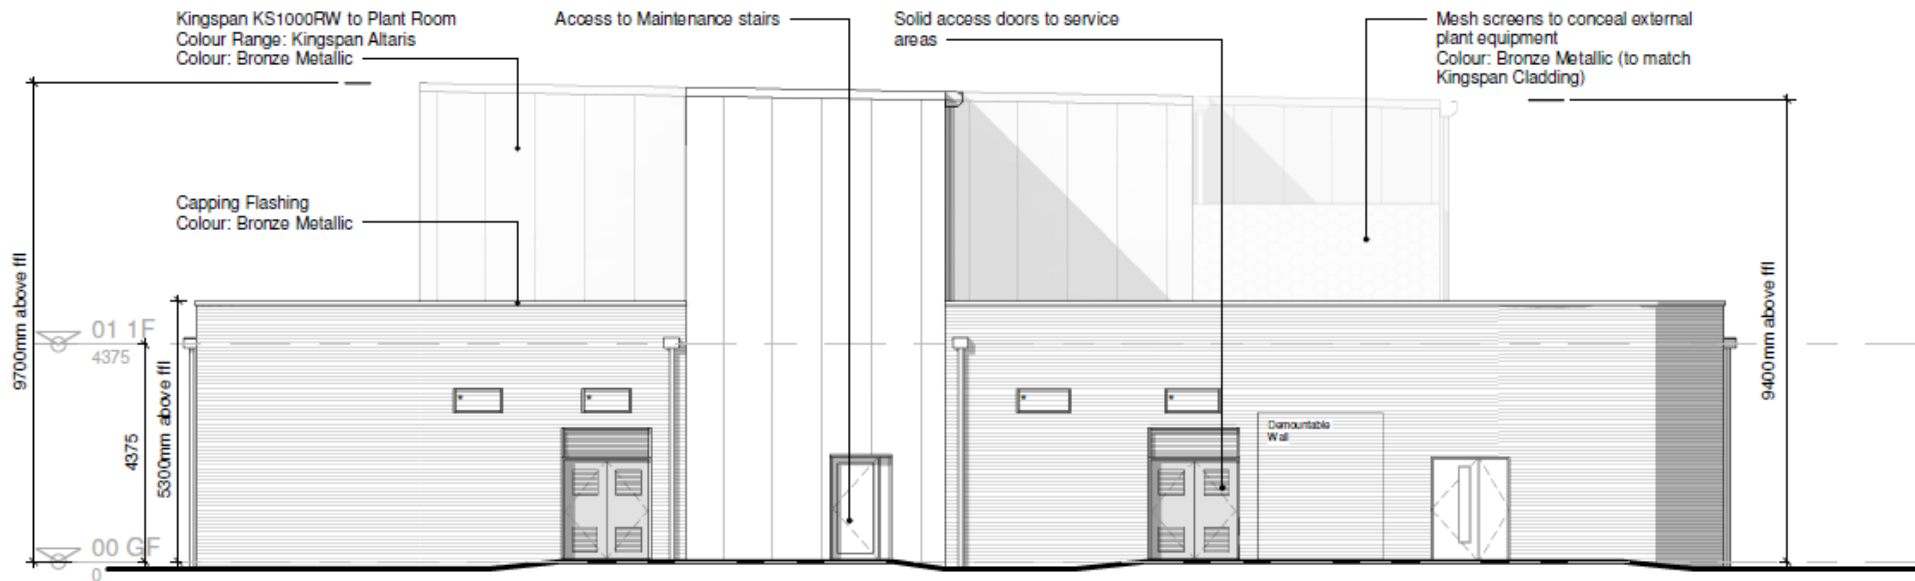 Kingspan KS1000RW to Plant Room
Colour Range: Kingspan Altaris
Colour: Bronze Metallic
Access to Maintenance stairs
Solid access doors to service
areas
Mesh screens to conceal external
plant equipment
Colour: Bronze Metallic (to match
Kingspan Cladding)
Capping Flashing
Colour: Bronze Metallic
9700mm above ffl
01 1F
4375
4375
5300mm above ffl
00 GF
0
Demountable
Wall
9400mm above ffl